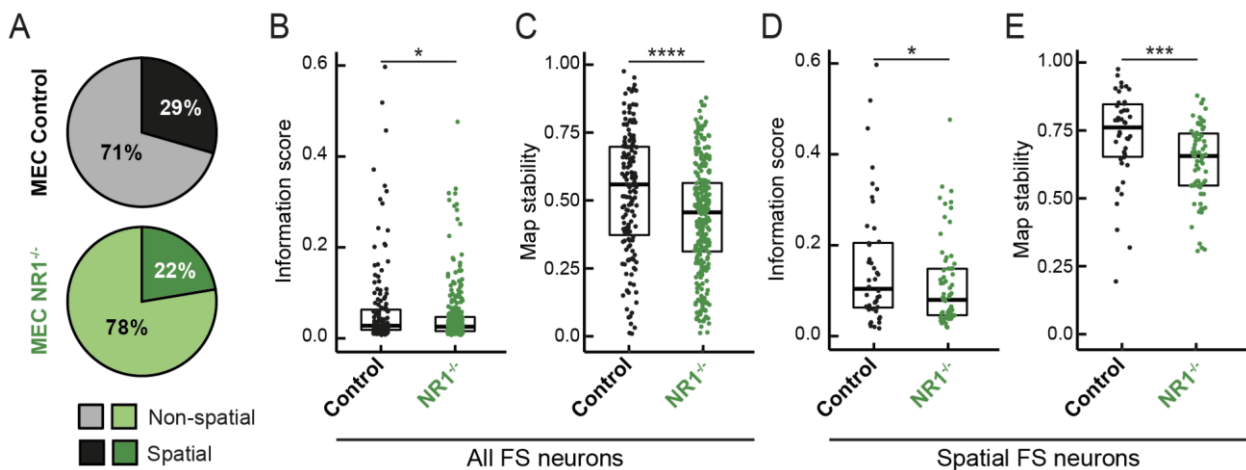 A
MEC Control
29%
71%
MEC NR1-/-
22%
78%
Non-spatial
Spatial
B
*
Information score
0.6
0.4
0.2
0.0
Control
NR1-/-
C
****
Map stability
1.00
0.75
0.50
0.25
0.0
Control
NR1-/-
All FS neurons
D
*
Information score
0.6
0.4
0.2
0.0
Control
NR1-/-
E
***
Map stability
1.00
0.75
0.50
0.25
0.0
Control
NR1-/-
Spatial FS neurons